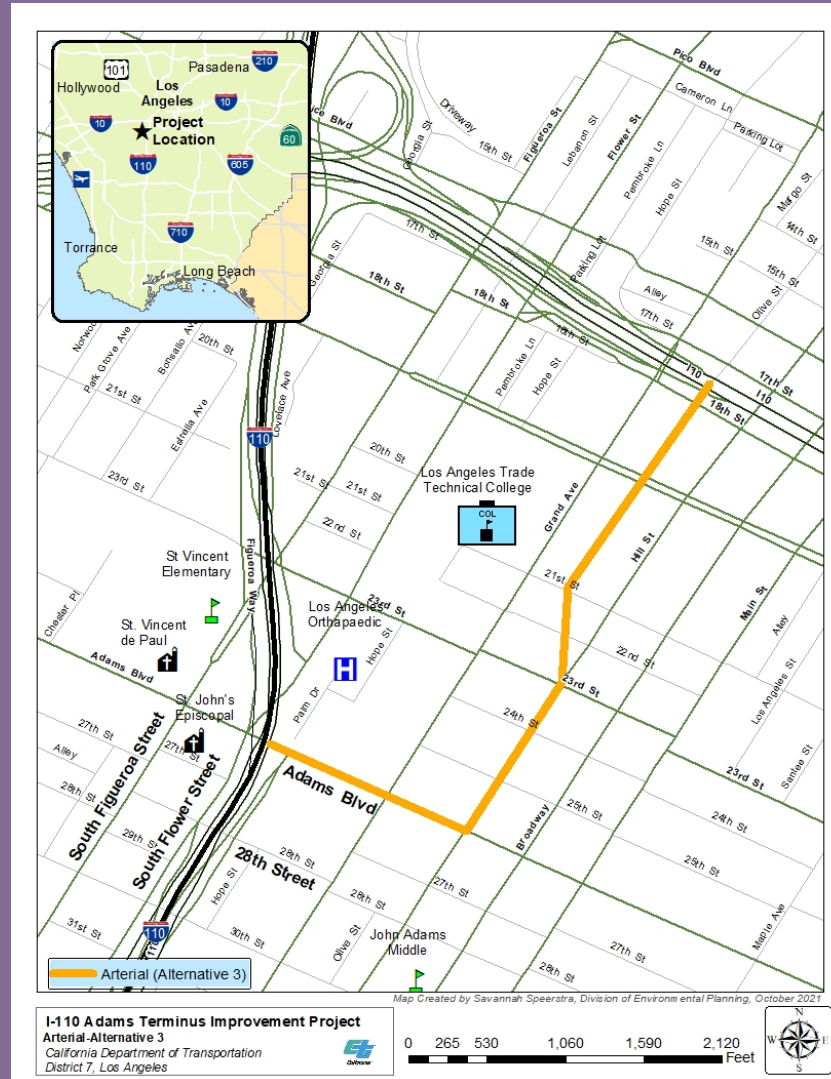 101
Pasadena
210
Hollywood
Los
Angeles
10
10
Project
Location
60
110
605
710
Torrance
Long Beach
Pico Blvd
Cameron Ln
Parking Lot
Driveway
Georgia St
15th St
Figueroa St
Lebanon St
Flower St
Pembroke Ln
Hope St
Margo St
14th St
15th St
15th St
Olive St
Parking Lot
Alley
17th St
17th St
Georgia St
18th St
18th St
18th St
Pembroke Ln
Hope St
I10
17th St
I10
18th St
Park Grove Ave
20th St
21st St
Estrella Ave
Lovelace Ave
110
23rd St
20th St
21st St
21st St
22nd St
Los Angeles Trade
Technical College
COL
Grand Ave
Hill St
21st St
Main St
Alley
22nd St
Figueroa Way
St Vincent
Elementary
23rd St
Los Angeles
Orthapaedic
H
Hope St
Palm Dr
Chester Pl
St. Vincent
de Paul
Adams Blvd
St. John's
Episcopal
23rd St
24th St
Los Angeles St
23rd St
Sanlee St
27th St
27th St
Alley
28th St
29th St
South Figueroa Street
South Flower Street
Adams Blvd
Broadway
25th St
24th St
25th St
28th Street
28th St
28th St
27th St
Hope St
30th St
Olive St
31st St
110
John Adams
Middle
27th St
28th St
Maple Ave
Arterial (Alternative 3)
Map Created by Savannah Speerstra, Division of Environmental Planning, October 2021
I-110 Adams Terminus Improvement Project
Arterial-Alternative 3
California Department of Transportation
District 7, Los Angeles
Caltrans
0 265 530 1,060 1,590 2,120
Feet
N
W E
S